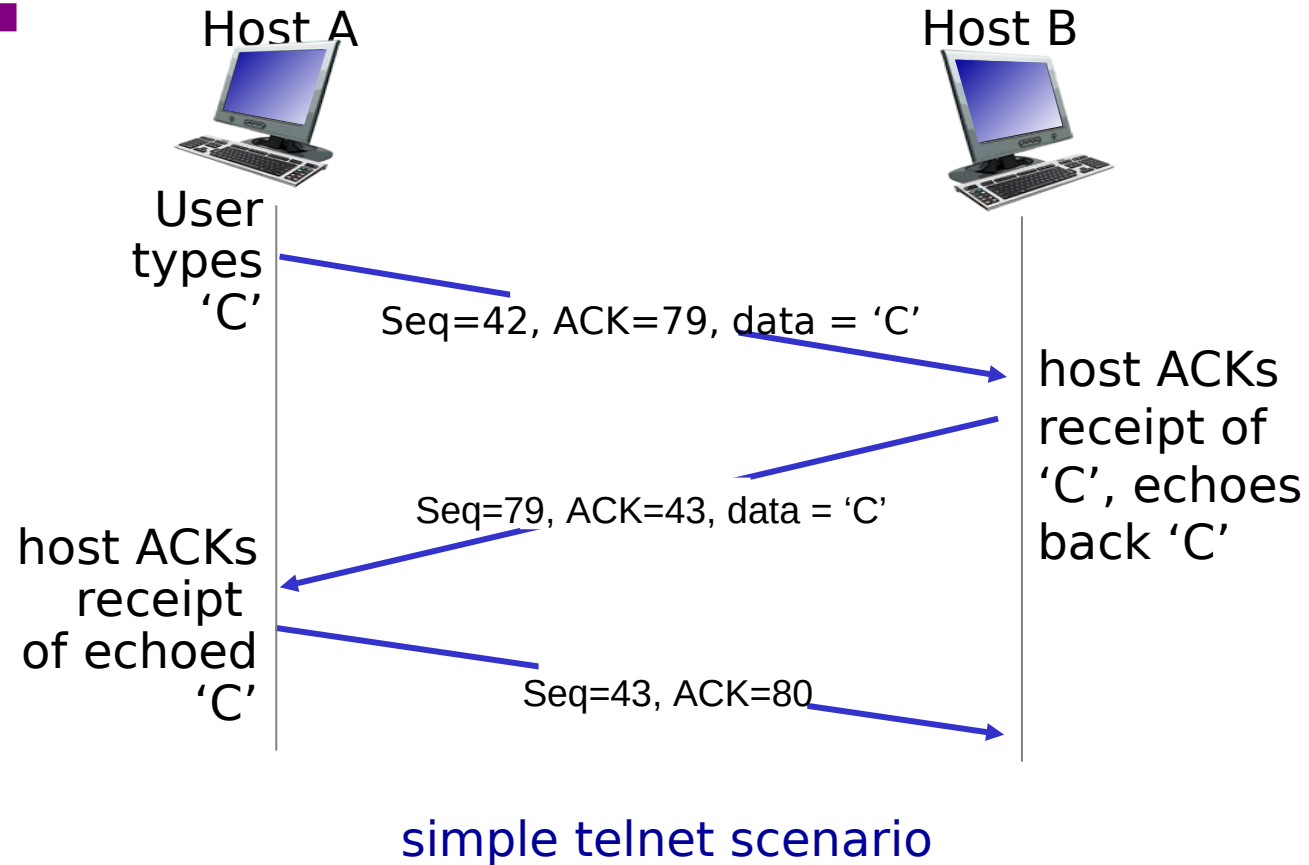 Host A
Host B
User
types
‘C’
Seq=42, ACK=79, data = ‘C’
host ACKs
receipt of
‘C’, echoes
back ‘C’
Seq=79, ACK=43, data = ‘C’
host ACKs
receipt
of echoed
‘C’
Seq=43, ACK=80
simple telnet scenario